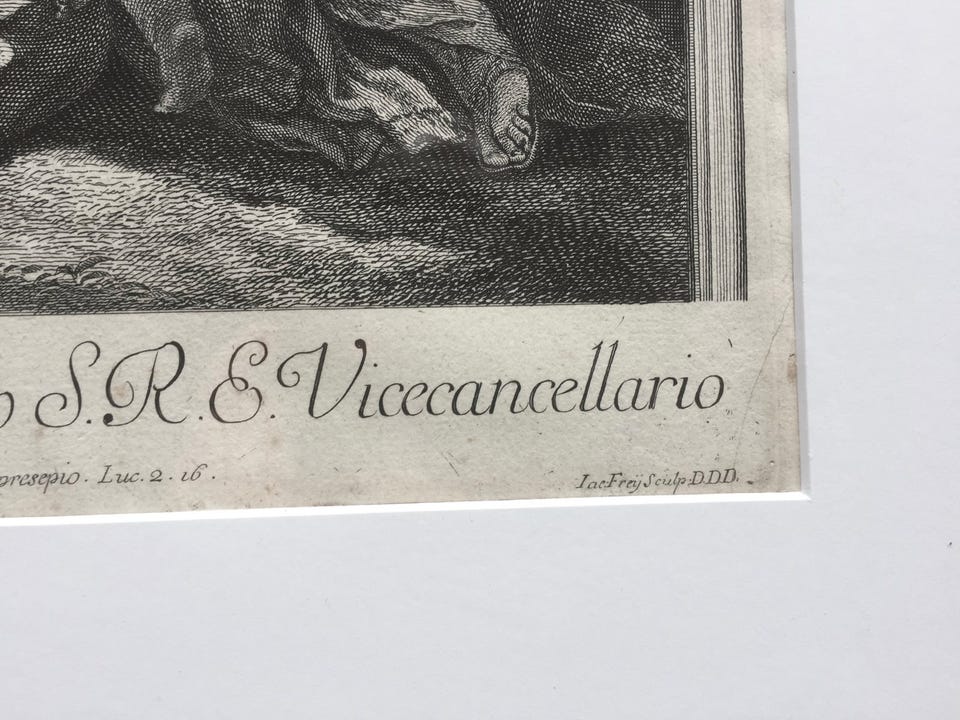 S.R.E. Vicecancellario
presepio. Luc. 2. 16.
Iac. Frey Sculp. D.D.D.